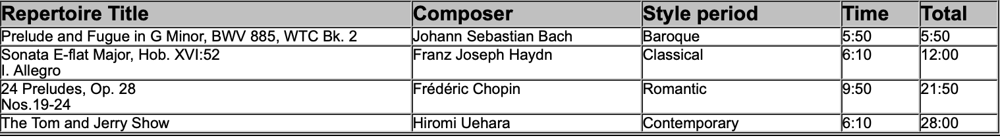 Repertoire Title Composer Style period Time Total
Prelude and Fugue in G Minor, BWV 885, WTC Bk. 2 Johann Sebastian Bach Baroque 5:50 5:50
Sonata E-flat Major, Hob. XVI:52 Franz Joseph Haydn Classical 6:10 12:00
I. Allegro
24 Preludes, Op. 28 Frédéric Chopin Romantic 9:50 21:50
Nos.19-24
The Tom and Jerry Show Hiromi Uehara Contemporary 6:10 28:00